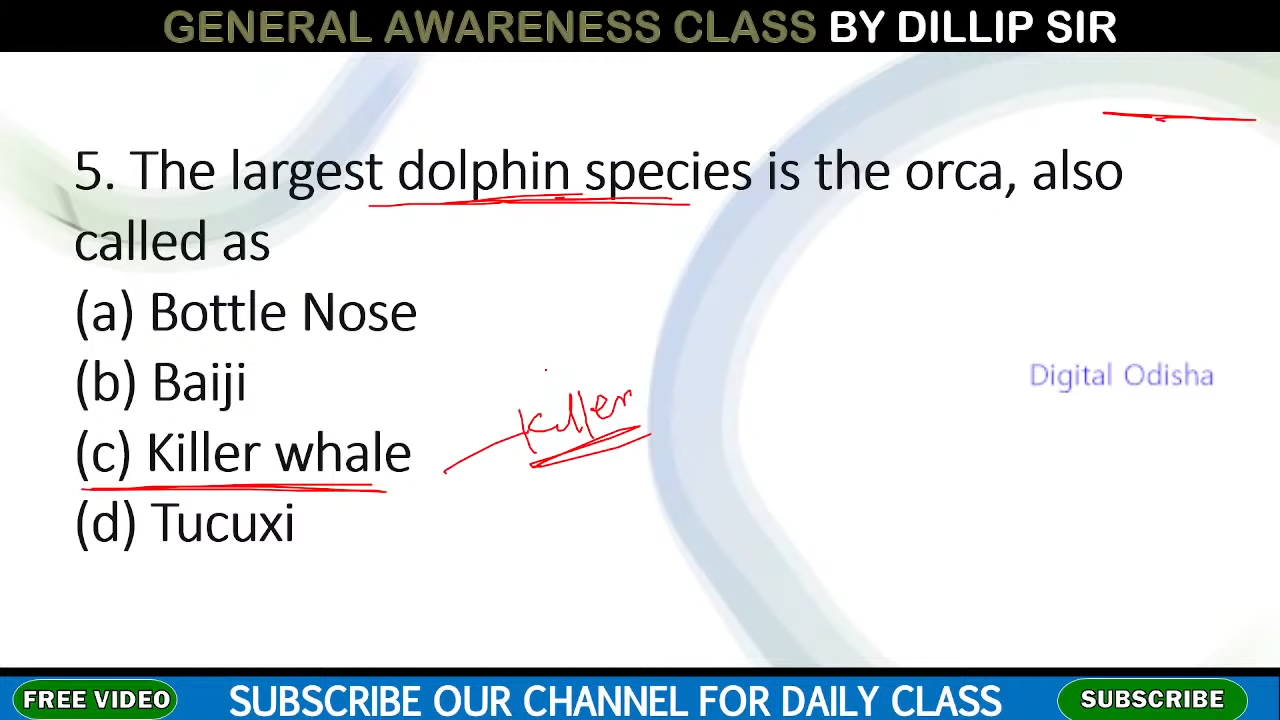 GENERAL AWARENESS CLASS BY DILLIP SIR
5. The largest dolphin species is the orca, also
called as
(a) Bottle Nose
(b) Baiji
(c) Killer whale
Killer
(d) Tucuxi
Digital Odisha
FREE VIDEO
SUBSCRIBE OUR CHANNEL FOR DAILY CLASS
SUBSCRIBE